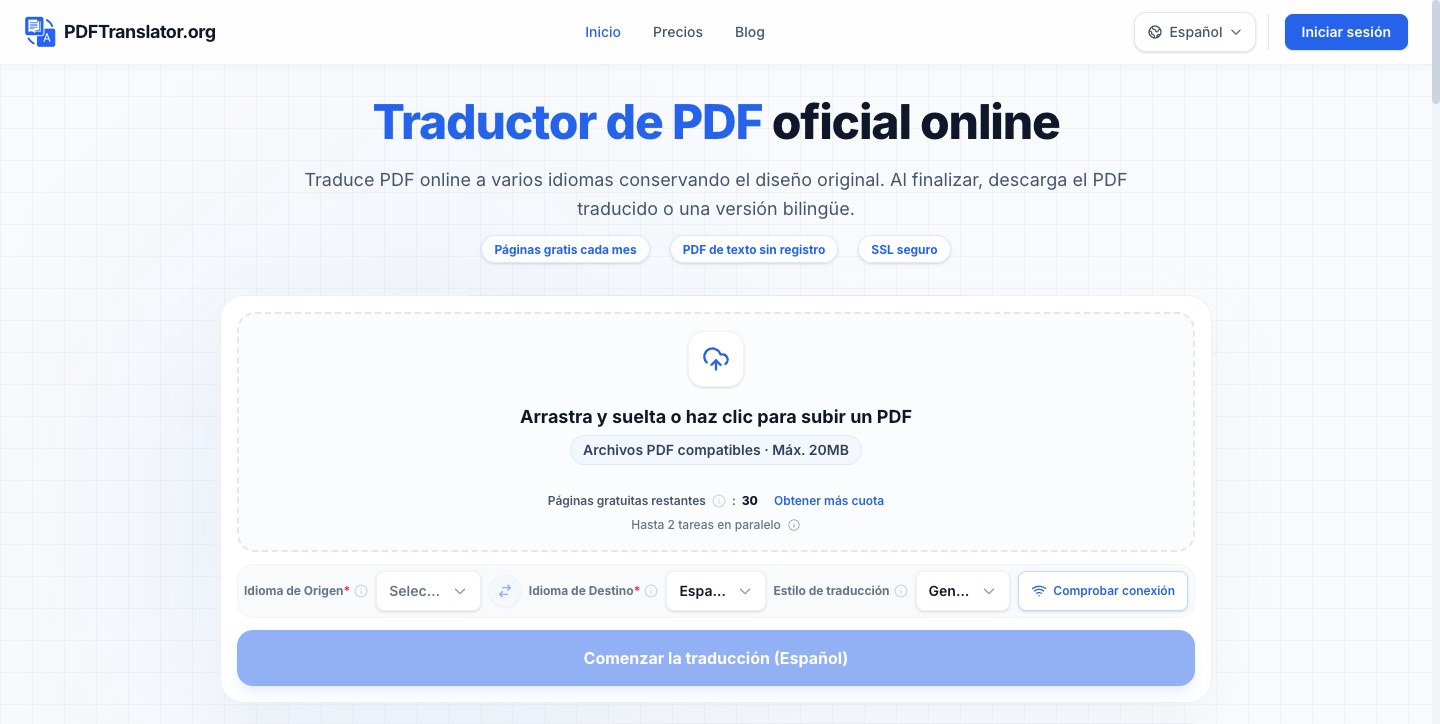 PDFTranslator.org
Inicio
Precios
Blog
Español
Iniciar sesión
Traductor de PDF oficial online
Traduce PDF online a varios idiomas conservando el diseño original. Al finalizar, descarga el PDF
traducido o una versión bilingüe.
Páginas gratis cada mes
PDF de texto sin registro
SSL seguro
Arrastra y suelta o haz clic para subir un PDF
Archivos PDF compatibles · Máx. 20MB
Páginas gratuitas restantes : 30 Obtener más cuota
Hasta 2 tareas en paralelo
Idioma de Origen*
Selec...
Idioma de Destino*
Espa...
Estilo de traducción
Gen...
Comprobar conexión
Comenzar la traducción (Español)